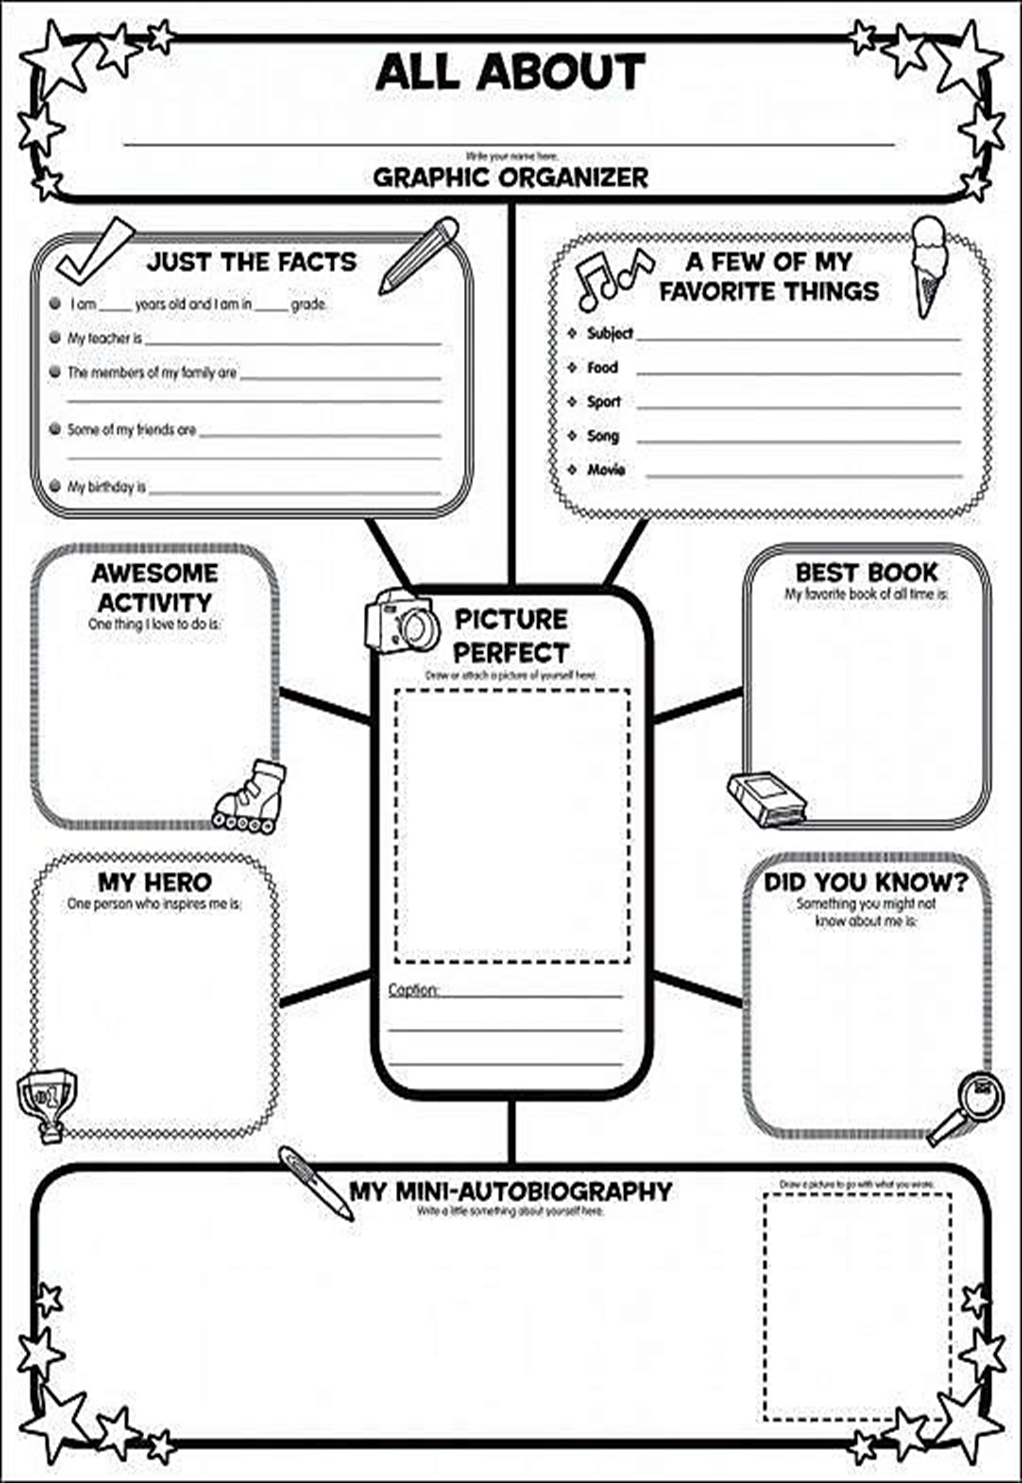 ALL ABOUT
Write your name here.
GRAPHIC ORGANIZER
JUST THE FACTS
I am ____ years old and I am in ____ grade.
My teacher is
The members of my family are
Some of my friends are
My birthday is
A FEW OF MY
FAVORITE THINGS
Subject
Food
Sport
Song
Movie
AWESOME
ACTIVITY
One thing I love to do is:
PICTURE
PERFECT
Draw or attach a picture of yourself here.
Caption:
BEST BOOK
My favorite book of all time is:
MY HERO
One person who inspires me is:
#1
DID YOU KNOW?
Something you might not
know about me is:
MY MINI-AUTOBIOGRAPHY
Write a little something about yourself here.
Draw a picture to go with what you wrote.